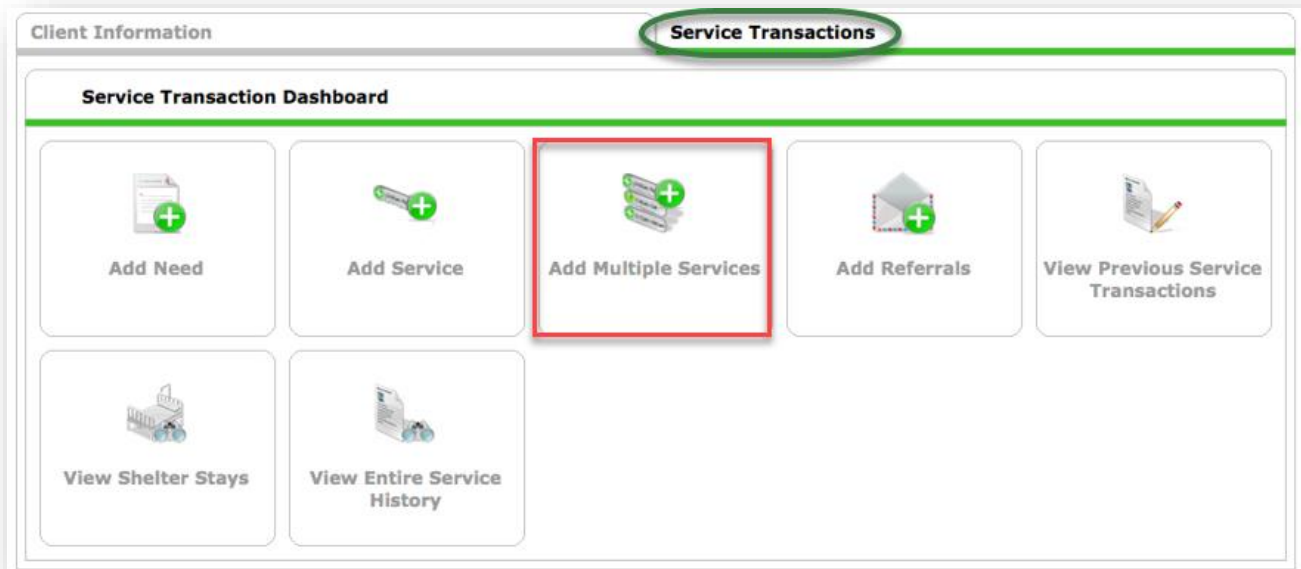 Client Information
Service Transactions
Service Transaction Dashboard
Add Need
Add Service
Add Multiple Services
Add Referrals
View Previous Service
Transactions
View Shelter Stays
View Entire Service
History